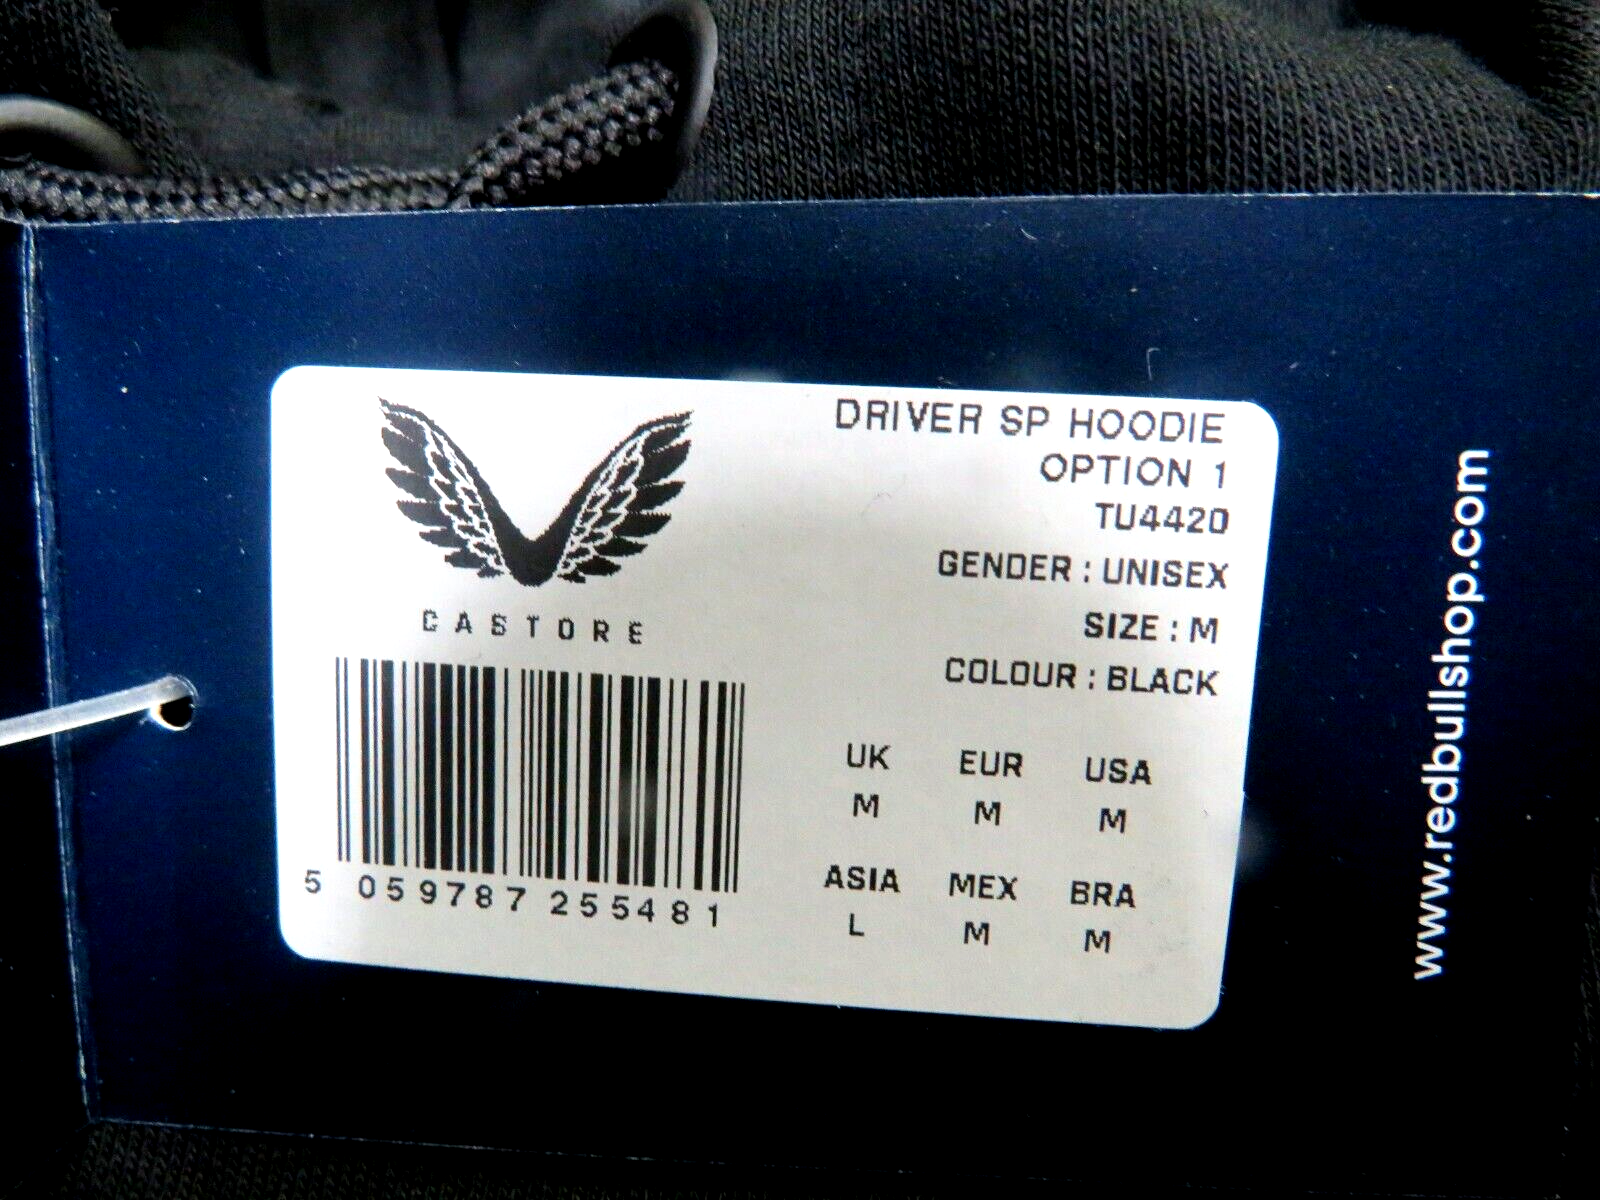 CASTORE
5 059787 255481
DRIVER SP HOODIE
OPTION 1
TU4420
GENDER : UNISEX
SIZE : M
COLOUR : BLACK
UK EUR USA
M M M
ASIA MEX BRA
L M M
www.redbullshop.com